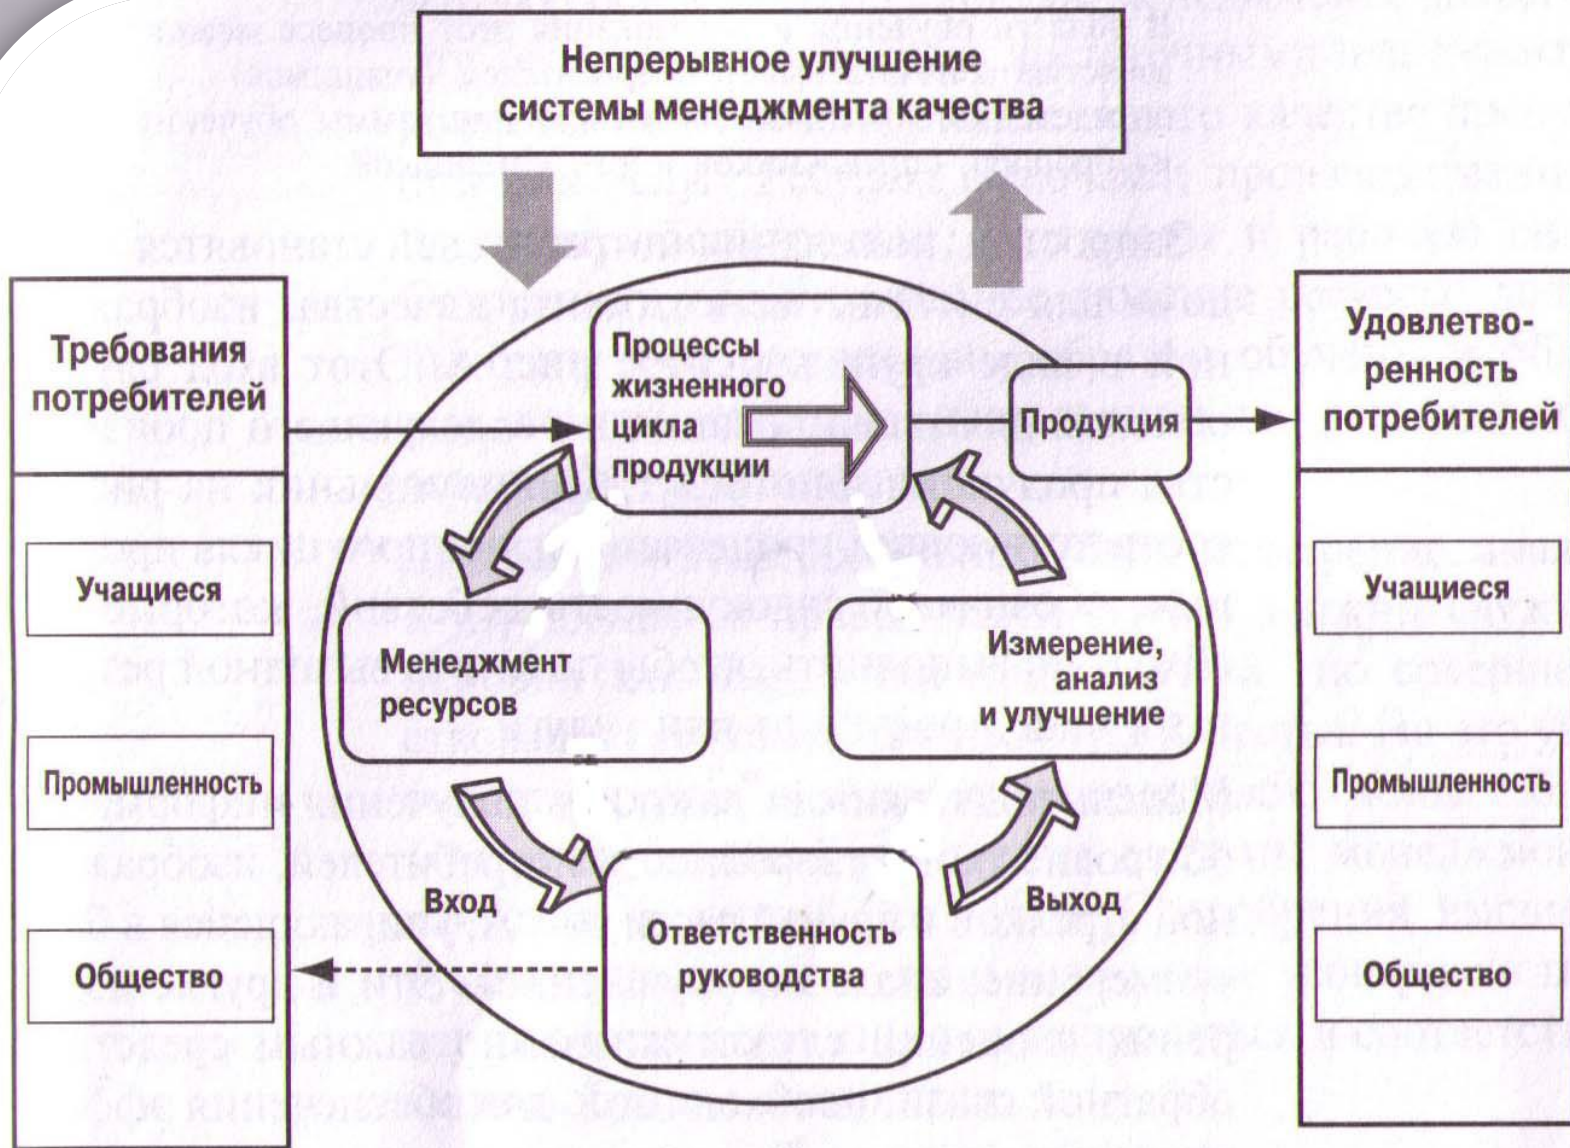 Непрерывное улучшение
системы менеджмента качества
Требования
потребителей
Учащиеся
Промышленность
Общество
Процессы
жизненного
цикла
продукции
Продукция
Менеджмент
ресурсов
Измерение,
анализ
и улучшение
Вход
Выход
Ответственность
руководства
Удовлетво-
ренность
потребителей
Учащиеся
Промышленность
Общество